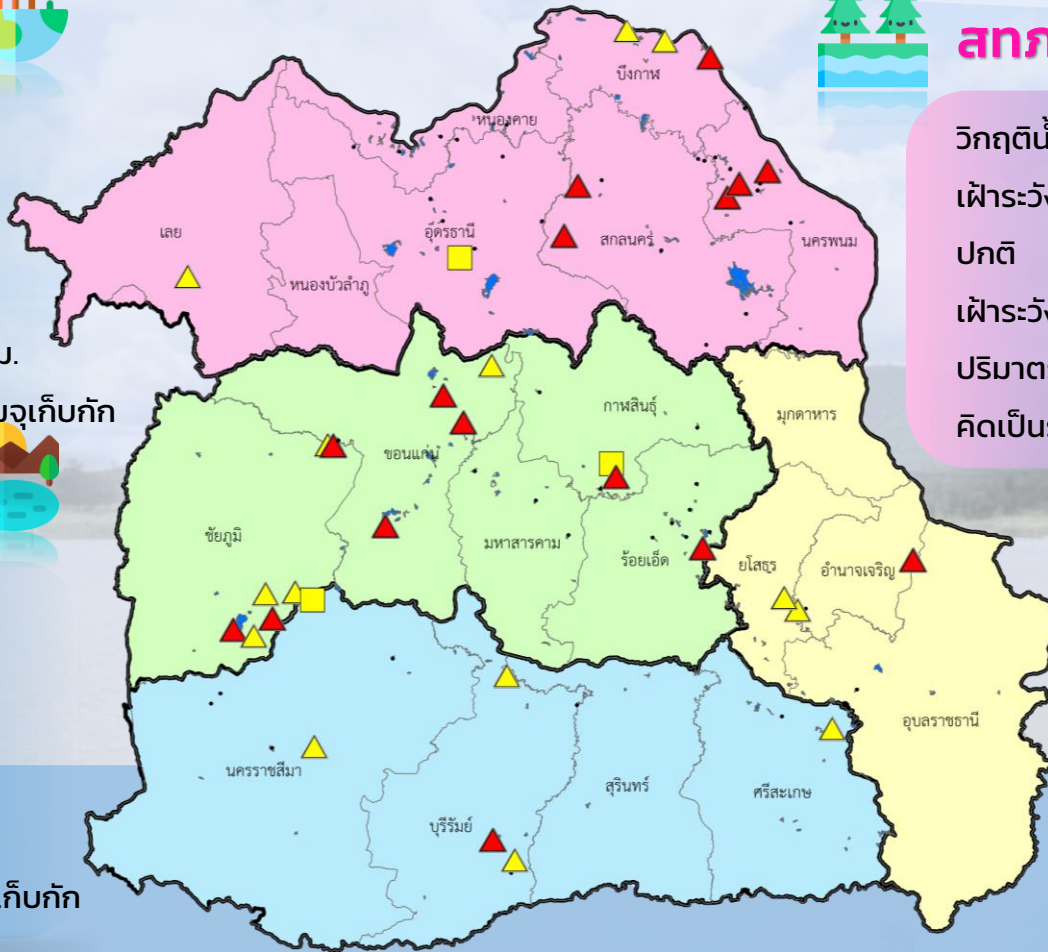 สทภ
วิกฤติน้
เฝ้าระวัง
ปกติ
เฝ้าระวัง
ปริมาตร
คิดเป็นร
ม.
มจุเก็บกัก
เก็บกัก
บึงกาฬ
หนองคาย
เลย
อุดรธานี
สกลนคร
นครพนม
หนองบัวลำภู
กาฬสินธุ์
มุกดาหาร
ขอนแก่น
ชัยภูมิ
มหาสารคาม
ร้อยเอ็ด
ยโสธร
อำนาจเจริญ
อุบลราชธานี
นครราชสีมา
สุรินทร์
ศรีสะเกษ
บุรีรัมย์